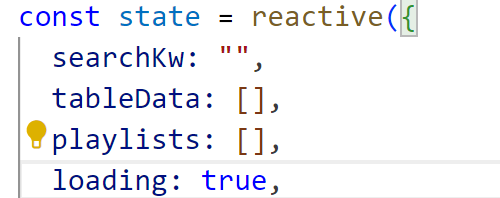 const state = reactive({
searchKw: "",
tableData: [],
playlists: [],
loading: true,